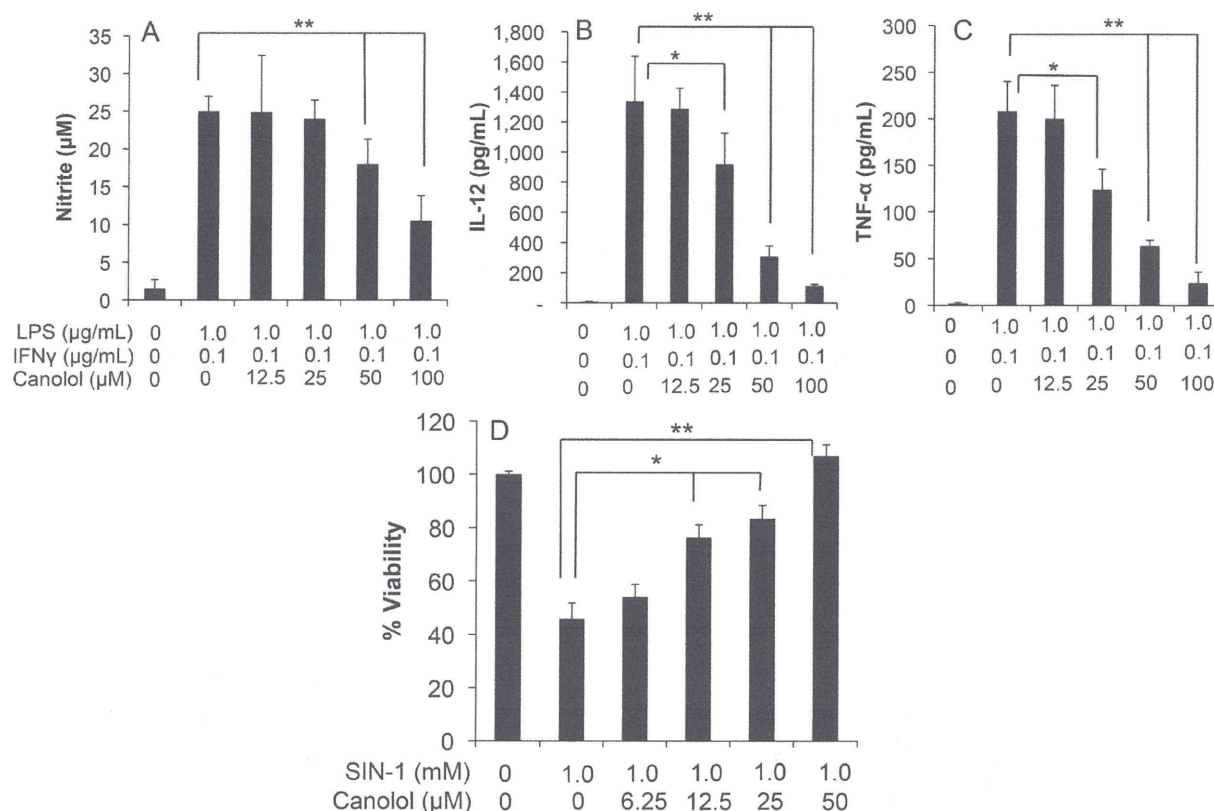 A
**
Nitrite (µM)
35
30
25
20
15
10
5
0
LPS (µg/mL) 0 1.0 1.0 1.0 1.0 1.0
IFNγ (µg/mL) 0 0.1 0.1 0.1 0.1 0.1
Canolol (µM) 0 0 12.5 25 50 100
B
**
*
IL-12 (pg/mL)
1,800
1,600
1,400
1,200
1,000
800
600
400
200
-
0 1.0 1.0 1.0 1.0 1.0
0 0.1 0.1 0.1 0.1 0.1
0 0 12.5 25 50 100
C
**
*
TNF-α (pg/mL)
300
250
200
150
100
50
0
0 1.0 1.0 1.0 1.0 1.0
0 0.1 0.1 0.1 0.1 0.1
0 0 12.5 25 50 100
D
**
*
% Viability
120
100
80
60
40
20
0
SIN-1 (mM) 0 1.0 1.0 1.0 1.0 1.0
Canolol (µM) 0 0 6.25 12.5 25 50